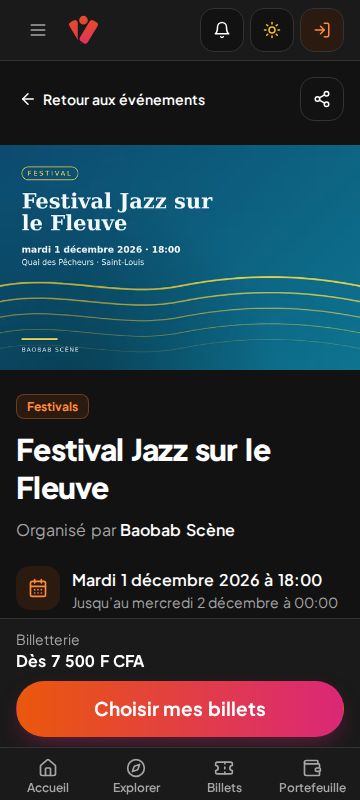 Retour aux événements
FESTIVAL
Festival Jazz sur
le Fleuve
mardi 1 décembre 2026 · 18:00
Quai des Pêcheurs · Saint-Louis
BAOBAB SCÈNE
Festivals
Festival Jazz sur le
Fleuve
Organisé par Baobab Scène
Mardi 1 décembre 2026 à 18:00
Jusqu'au mercredi 2 décembre à 00:00
Billetterie
Dès 7 500 F CFA
Choisir mes billets
Accueil
Explorer
Billets
Portefeuille